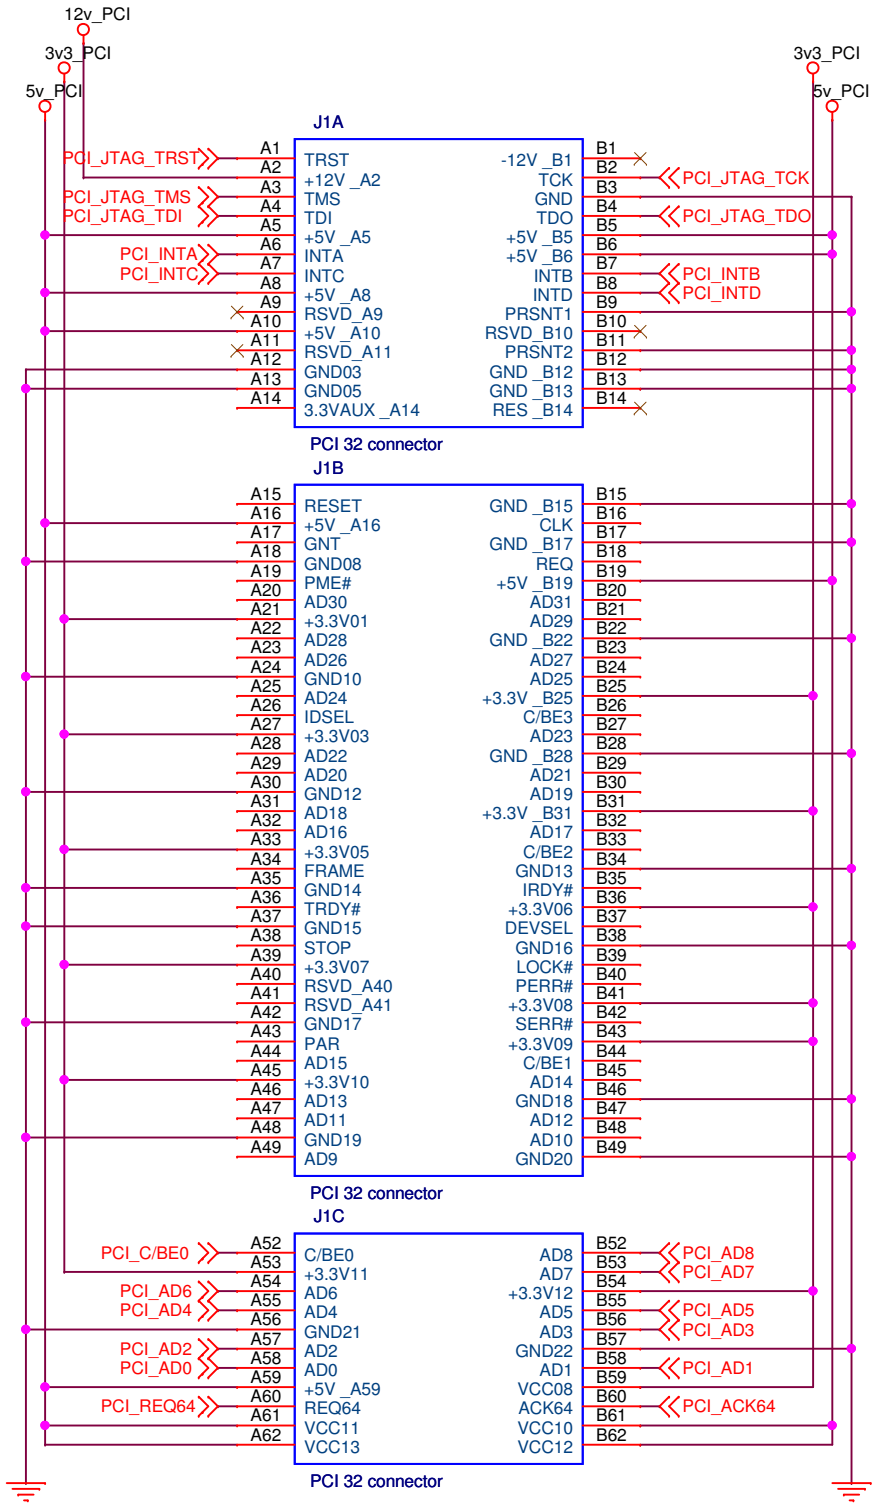 12v_PCI
3v3_PCI 3v3_PCI
5v_PCI 5v_PCI
J1A
PCI_JTAG_TRST A1 TRST -12V _B1 B1
A2 +12V _A2 TCK B2 PCI_JTAG_TCK
PCI_JTAG_TMS A3 TMS GND B3
PCI_JTAG_TDI A4 TDI TDO B4 PCI_JTAG_TDO
A5 +5V _A5 +5V _B5 B5
PCI_INTA A6 INTA +5V _B6 B6
PCI_INTC A7 INTC INTB B7 PCI_INTB
A8 +5V _A8 INTD B8 PCI_INTD
A9 RSVD_A9 PRSNT1 B9
A10 +5V _A10 RSVD_B10 B10
A11 RSVD_A11 PRSNT2 B11
A12 GND03 GND _B12 B12
A13 GND05 GND _B13 B13
A14 3.3VAUX _A14 RES _B14 B14
PCI 32 connector
J1B
A15 RESET GND _B15 B15
A16 +5V _A16 CLK B16
A17 GNT GND _B17 B17
A18 GND08 REQ B18
A19 PME# +5V _B19 B19
A20 AD30 AD31 B20
A21 +3.3V01 AD29 B21
A22 AD28 GND _B22 B22
A23 AD26 AD27 B23
A24 GND10 AD25 B24
A25 AD24 +3.3V _B25 B25
A26 IDSEL C/BE3 B26
A27 +3.3V03 AD23 B27
A28 AD22 GND _B28 B28
A29 AD20 AD21 B29
A30 GND12 AD19 B30
A31 AD18 +3.3V _B31 B31
A32 AD16 AD17 B32
A33 +3.3V05 C/BE2 B33
A34 FRAME GND13 B34
A35 GND14 IRDY# B35
A36 TRDY# +3.3V06 B36
A37 GND15 DEVSEL B37
A38 STOP GND16 B38
A39 +3.3V07 LOCK# B39
A40 RSVD_A40 PERR# B40
A41 RSVD_A41 +3.3V08 B41
A42 GND17 SERR# B42
A43 PAR +3.3V09 B43
A44 AD15 C/BE1 B44
A45 +3.3V10 AD14 B45
A46 AD13 GND18 B46
A47 AD11 AD12 B47
A48 GND19 AD10 B48
A49 AD9 GND20 B49
PCI 32 connector
J1C
PCI_C/BE0 A52 C/BE0 AD8 B52 PCI_AD8
A53 +3.3V11 AD7 B53 PCI_AD7
PCI_AD6 A54 AD6 +3.3V12 B54
PCI_AD4 A55 AD4 AD5 B55 PCI_AD5
A56 GND21 AD3 B56 PCI_AD3
PCI_AD2 A57 AD2 GND22 B57
PCI_AD0 A58 AD0 AD1 B58 PCI_AD1
A59 +5V _A59 VCC08 B59
PCI_REQ64 A60 REQ64 ACK64 B60 PCI_ACK64
A61 VCC11 VCC10 B61
A62 VCC13 VCC12 B62
PCI 32 connector